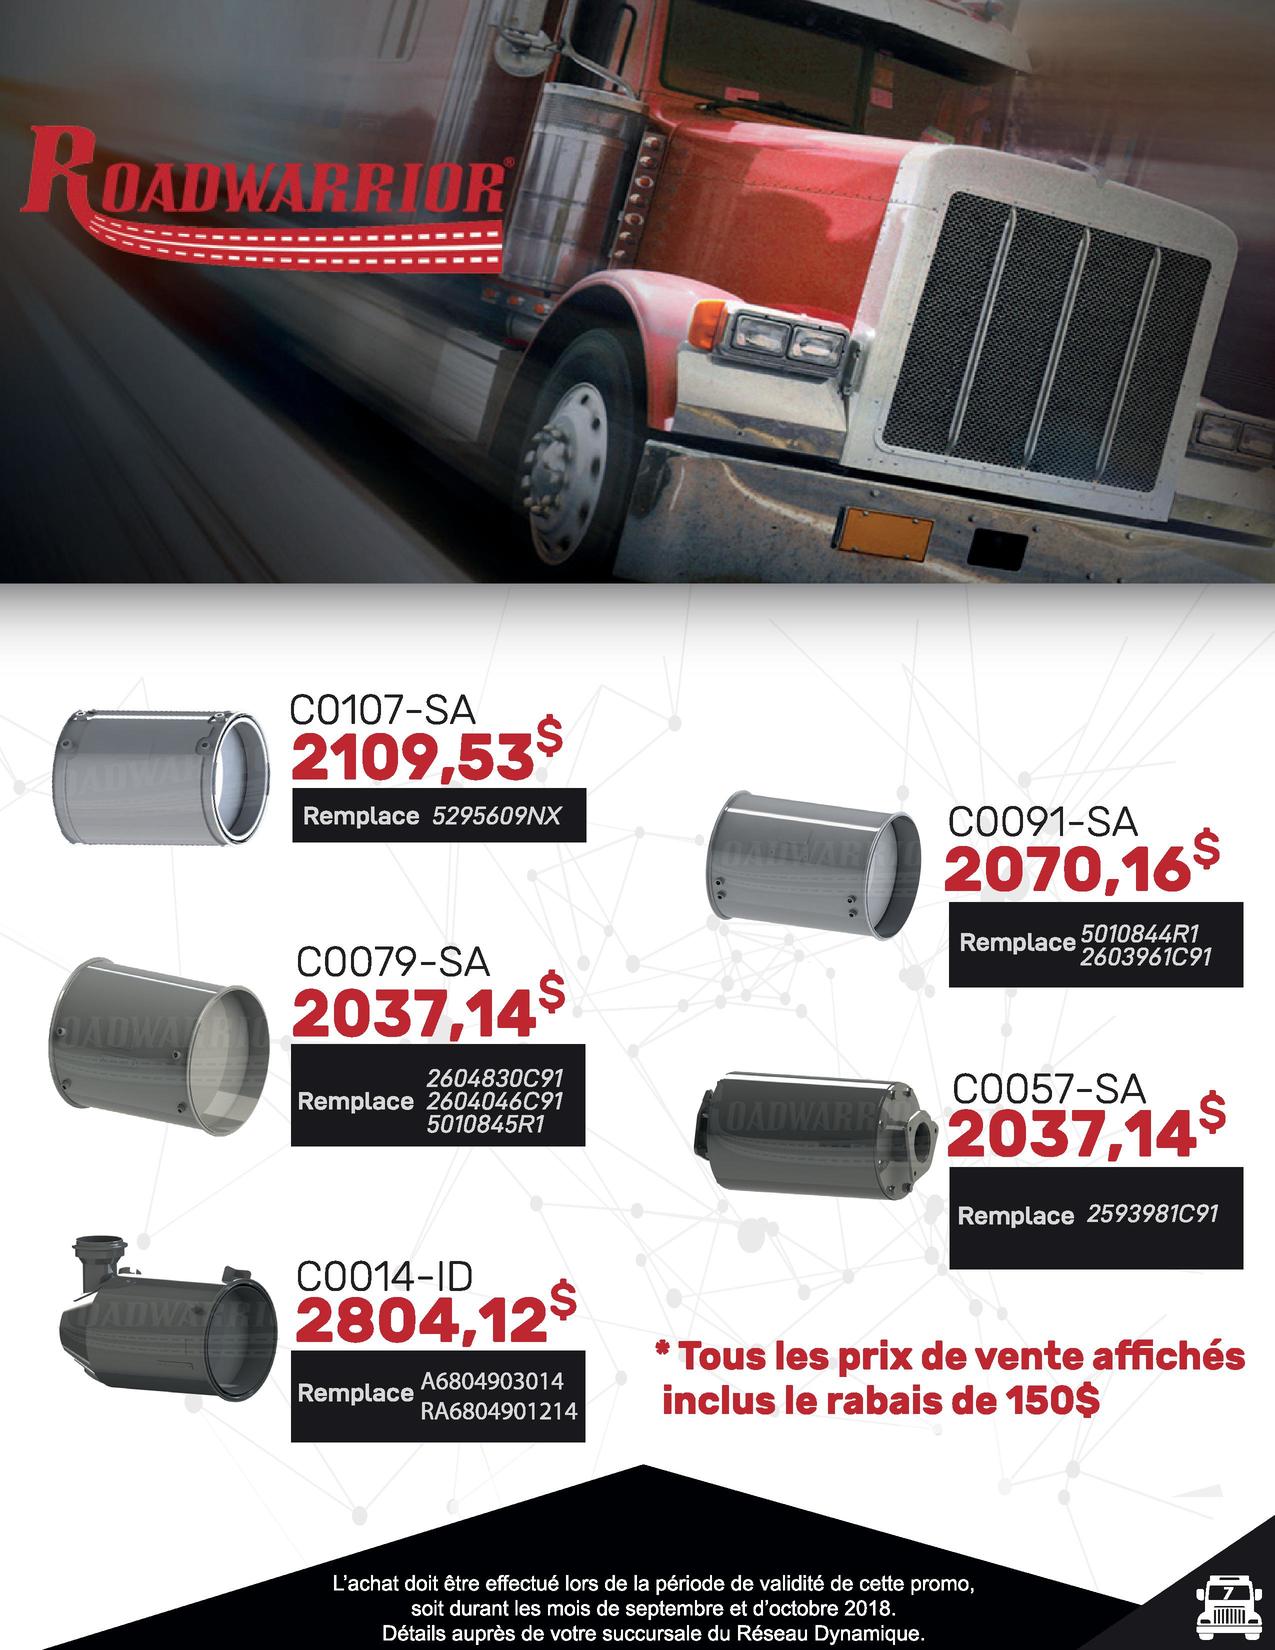 ROADWARRIOR®
C0107-SA
2109,53$
Remplace 5295609NX
C0091-SA
2070,16$
Remplace
5010844R1
2603961C91
C0079-SA
2037,14$
Remplace
2604830C91
2604046C91
5010845R1
C0057-SA
2037,14$
Remplace 2593981C91
C0014-ID
2804,12$
Remplace
A6804903014
RA6804901214
* Tous les prix de vente affichés
inclus le rabais de 150$
L'achat doit être effectué lors de la période de validité de cette promo,
soit durant les mois de septembre et d'octobre 2018.
Détails auprès de votre succursale du Réseau Dynamique.
7